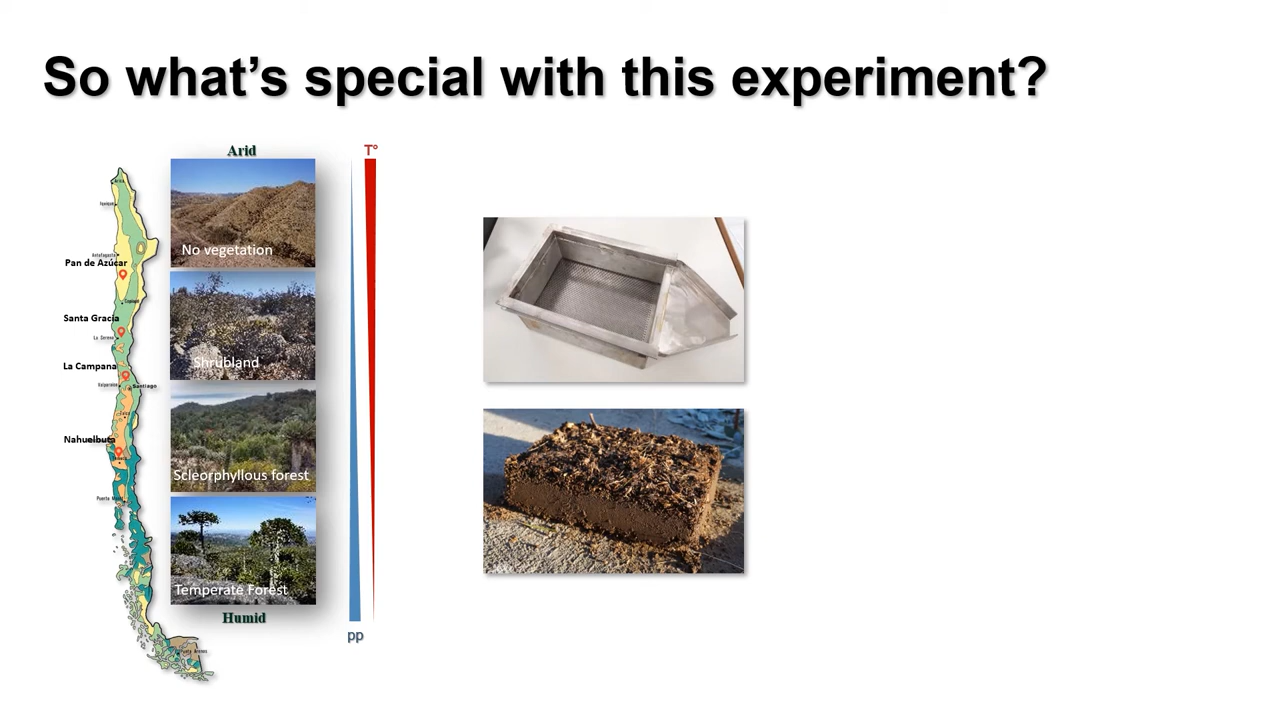 So what's special with this experiment?
Arid
T°
No vegetation
Pan de Azúcar
Santa Gracia
Shrubland
La Campana
Santiago
Nahuelbuta
Scleorphyllous forest
Temperate Forest
Humid
pp